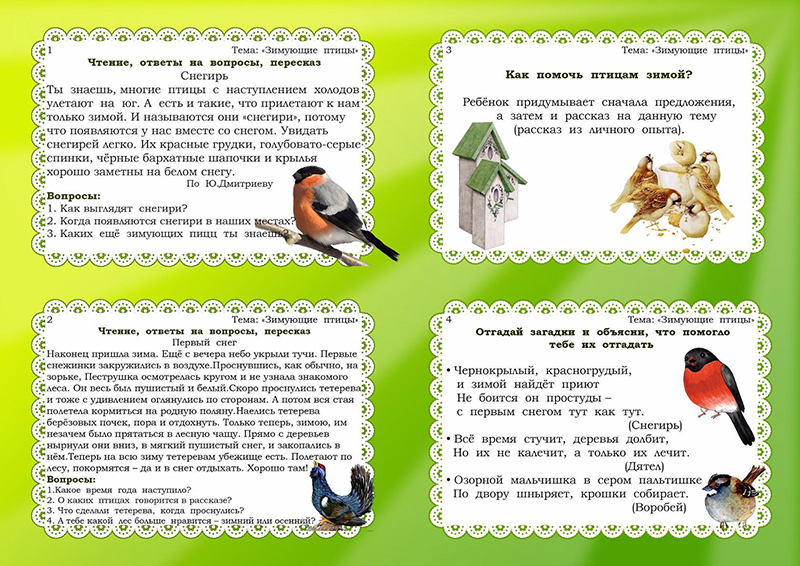 1 Тема: «Зимующие птицы»
Чтение, ответы на вопросы, пересказ
Снегирь
Ты знаешь, многие птицы с наступлением холодов
улетают на юг. А есть и такие, что прилетают к нам
только зимой. И называются они «снегири», потому
что появляются у нас вместе со снегом. Увидать
снегирей легко. Их красные грудки, голубовато-серые
спинки, чёрные бархатные шапочки и крылья
хорошо заметны на белом снегу.
По Ю.Дмитриеву
Вопросы:
1. Как выглядят снегири?
2. Когда появляются снегири в наших местах?
3. Каких ещё зимующих пицц ты знаешь?
2 Тема: «Зимующие птицы»
Чтение, ответы на вопросы, пересказ
Первый снег
Наконец пришла зима. Ещё с вечера небо укрыли тучи. Первые
снежинки закружились в воздухе.Проснувшись, как обычно, на
зорьке, Пеструшка осмотрелась кругом и не узнала знакомого
леса. Он весь был пушистый и белый.Скоро проснулись тетерева
и тоже с удивлением оглянулись по сторонам. А потом вся стая
полетела кормиться на родную поляну.Наелись тетерева
берёзовых почек, пора и отдохнуть. Только теперь, зимою, им
незачем было прятаться в лесную чащу. Прямо с деревьев
нырнули они вниз, в мягкий пушистый снег, и закопались в
нём.Теперь на всю зиму тетеревам убежище есть. Полетают по
лесу, покормятся – да и в снег отдыхать. Хорошо там!
Вопросы:
1.Какое время года наступило?
2. О каких птицах говорится в рассказе?
3. Что сделали тетерева, когда проснулись?
4. А тебе какой лес больше нравится – зимний или осенний?
3 Тема: «Зимующие птицы»
Как помочь птицам зимой?
Ребёнок придумывает сначала предложения,
а затем и рассказ на данную тему
(рассказ из личного опыта).
4 Тема: «Зимующие птицы»
Отгадай загадки и объясни, что помогло
тебе их отгадать
• Чернокрылый, красногрудый,
и зимой найдёт приют
Не боится он простуды –
с первым снегом тут как тут.
(Снегирь)
• Всё время стучит, деревья долбит,
Но их не калечит, а только их лечит.
(Дятел)
• Озорной мальчишка в сером пальтишке
По двору шныряет, крошки собирает.
(Воробей)